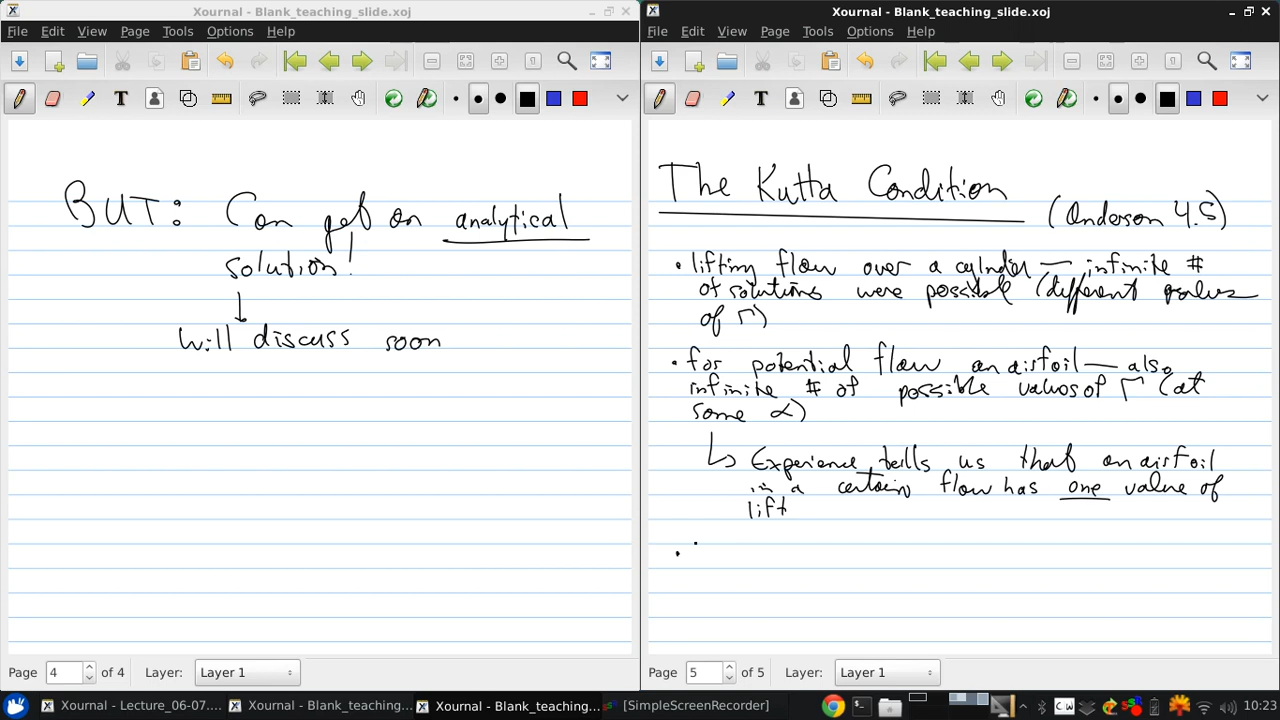 Xournal - Blank_teaching_slide.xoj
File Edit View Page Tools Options Help
BUT: Can get an analytical
solution!
will discuss soon
Page 4 of 4 Layer: Layer 1
Xournal - Blank_teaching_slide.xoj
File Edit View Page Tools Options Help
The Kutta Condition
(Anderson 4.5)
• lifting flow over a cylinder — infinite #
of solutions were possible (different values
of Γ)
• for potential flow an airfoil — also
infinite # of possible values of Γ (at
some α)
↳ Experience tells us that an airfoil
in a certain flow has one value of
lift
•
Page 5 of 5 Layer: Layer 1
Xournal - Lecture_06-07.... Xournal - Blank_teaching... Xournal - Blank_teaching... [SimpleScreenRecorder] 10:23